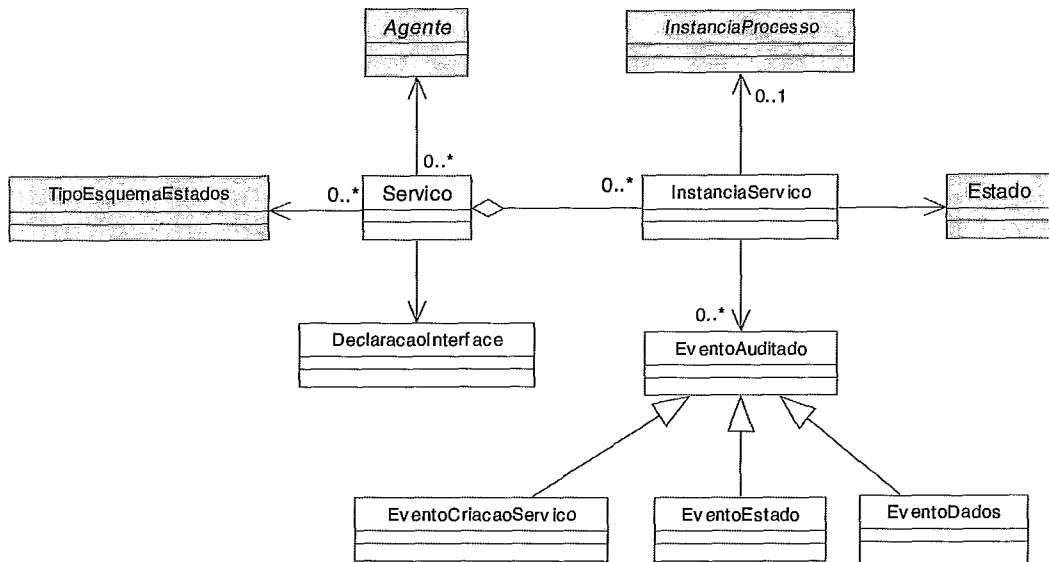 Agente
InstanciaProcesso
0..1
0..*
TipoEsquemaEstados
0..*
Servico
0..*
InstanciaServico
Estado
0..*
DeclaracaoInterface
EventoAuditado
EventoCriacaoServico
EventoEstado
EventoDados